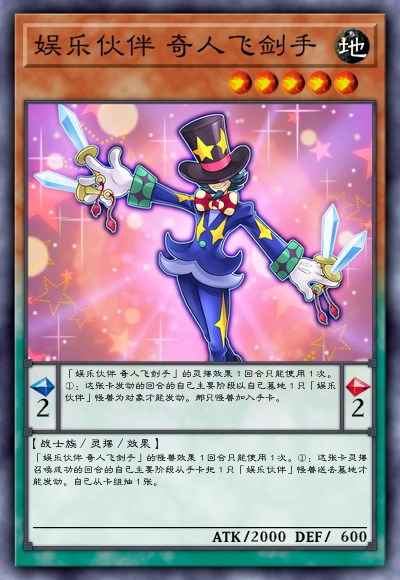 娱乐伙伴 奇人飞剑手
地
「娱乐伙伴 奇人飞剑手」的灵摆效果1回合只能使用1次。
①:这张卡发动的回合的自己主要阶段以自己墓地1只「娱乐
伙伴」怪兽为对象才能发动。那只怪兽加入手卡。
2
2
【战士族/灵摆/效果】
「娱乐伙伴 奇人飞剑手」的怪兽效果1回合只能使用1次。①:这张卡灵摆
召唤成功的回合的自己主要阶段从手卡把1只「娱乐伙伴」怪兽送去墓地才
能发动。自己从卡组抽1张。
ATK/2000 DEF/ 600